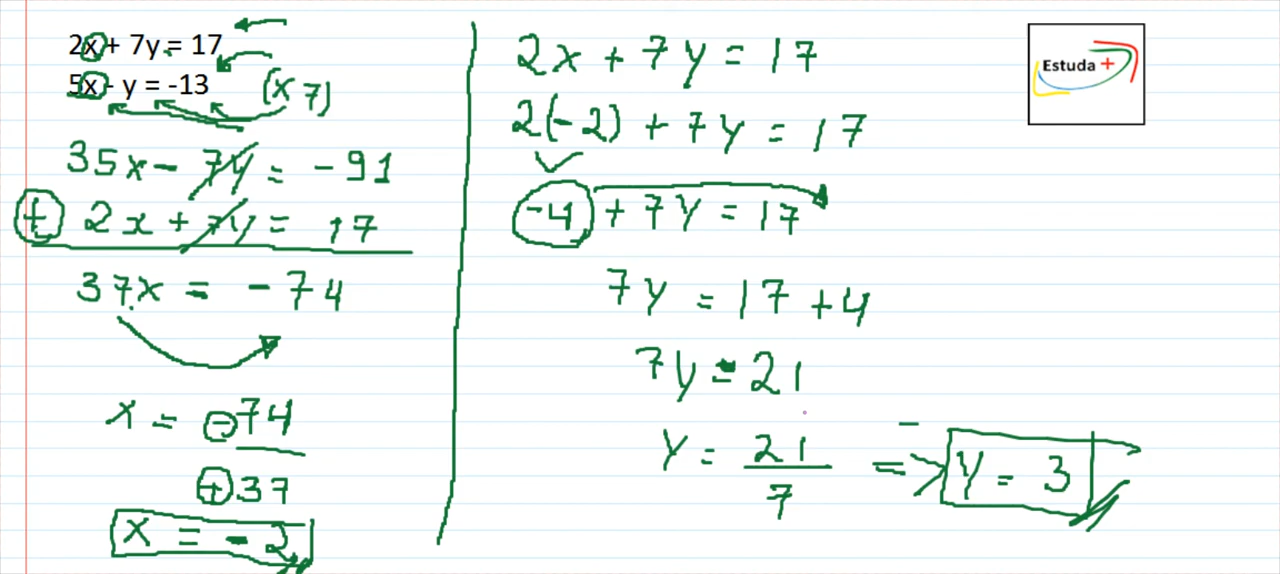 2x + 7y = 17
5x - y = -13 (x 7)
35x - 7y = -91
+ 2x + 7y = 17
37x = -74
x = -74
+37
x = -2
2x + 7y = 17
2(-2) + 7y = 17
-4 + 7y = 17
7y = 17 + 4
7y = 21
y = 21 => y = 3
7
Estuda +